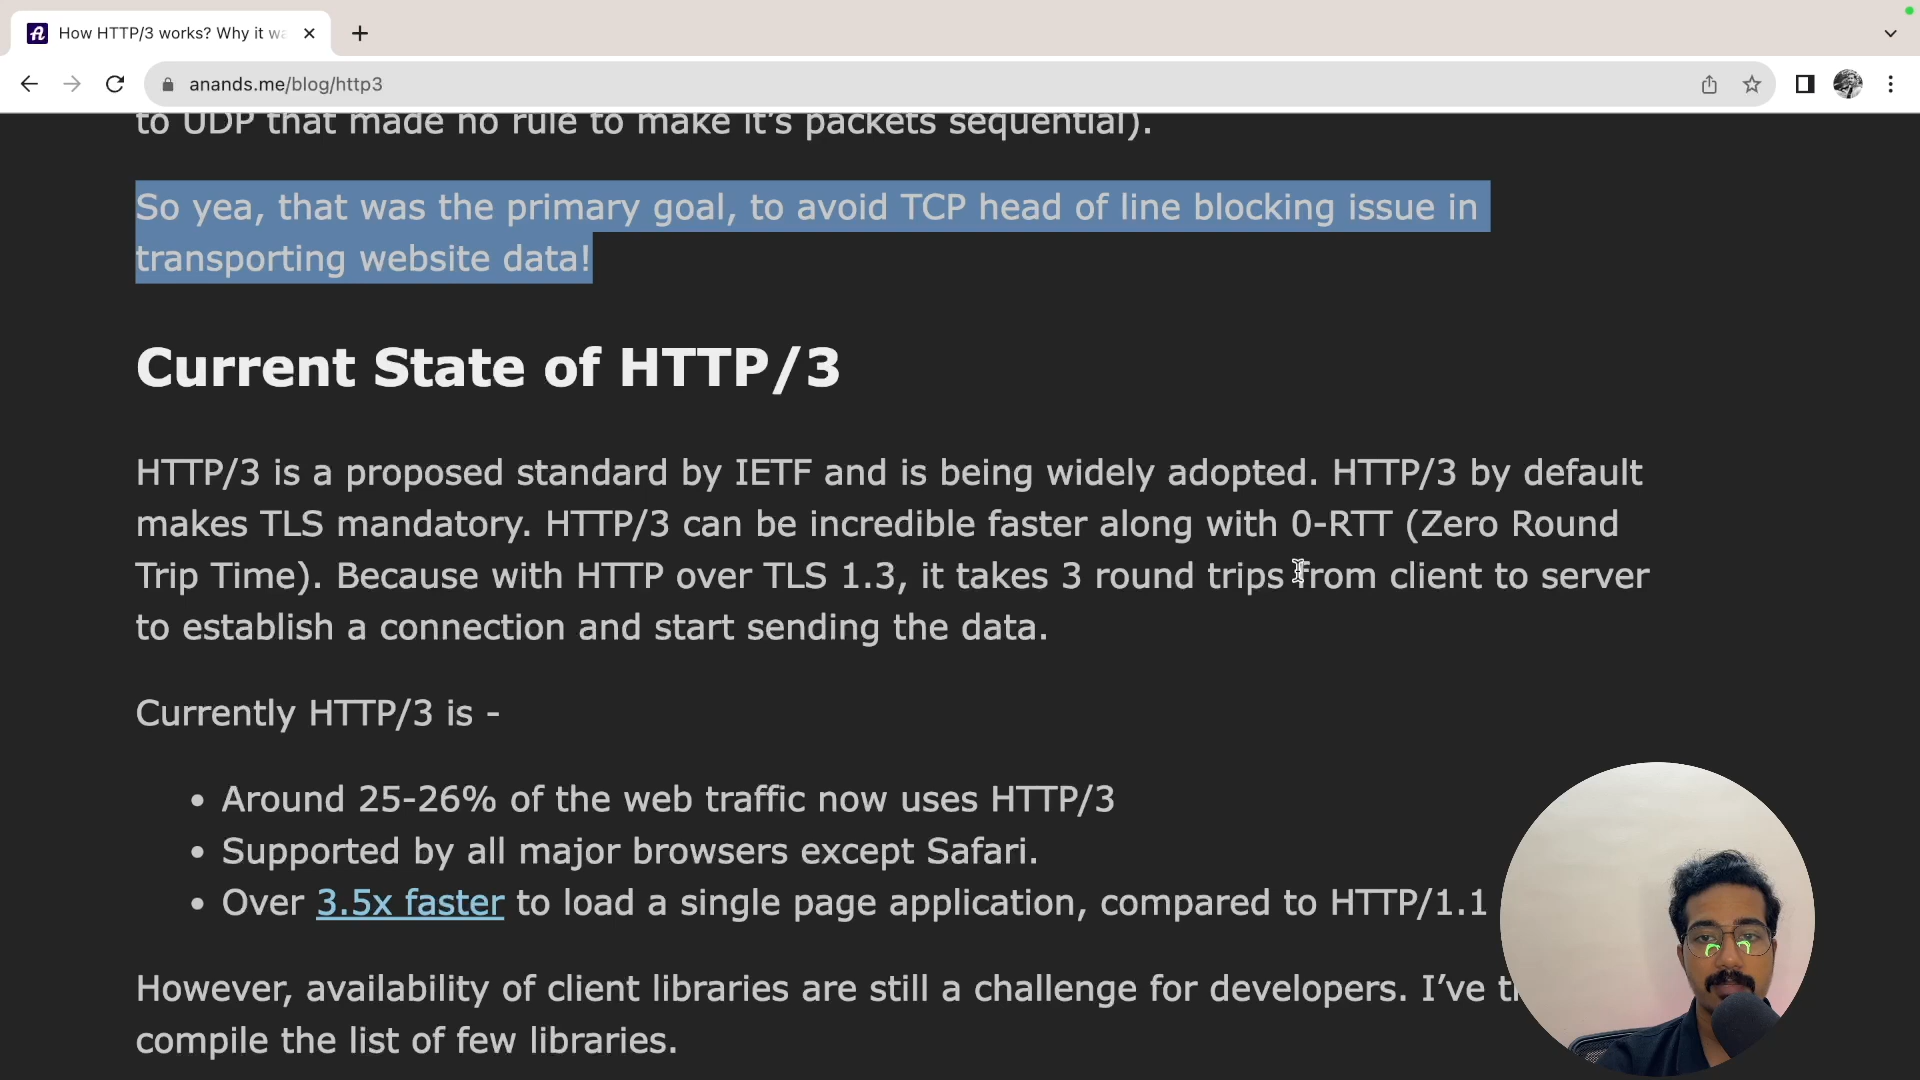 How HTTP/3 works? Why it wa
anands.me/blog/http3
to UDP that made no rule to make it's packets sequential).
So yea, that was the primary goal, to avoid TCP head of line blocking issue in
transporting website data!
Current State of HTTP/3
HTTP/3 is a proposed standard by IETF and is being widely adopted. HTTP/3 by default
makes TLS mandatory. HTTP/3 can be incredible faster along with 0-RTT (Zero Round
Trip Time). Because with HTTP over TLS 1.3, it takes 3 round trips from client to server
to establish a connection and start sending the data.
Currently HTTP/3 is -
• Around 25-26% of the web traffic now uses HTTP/3
• Supported by all major browsers except Safari.
• Over 3.5x faster to load a single page application, compared to HTTP/1.1
However, availability of client libraries are still a challenge for developers. I've
compile the list of few libraries.